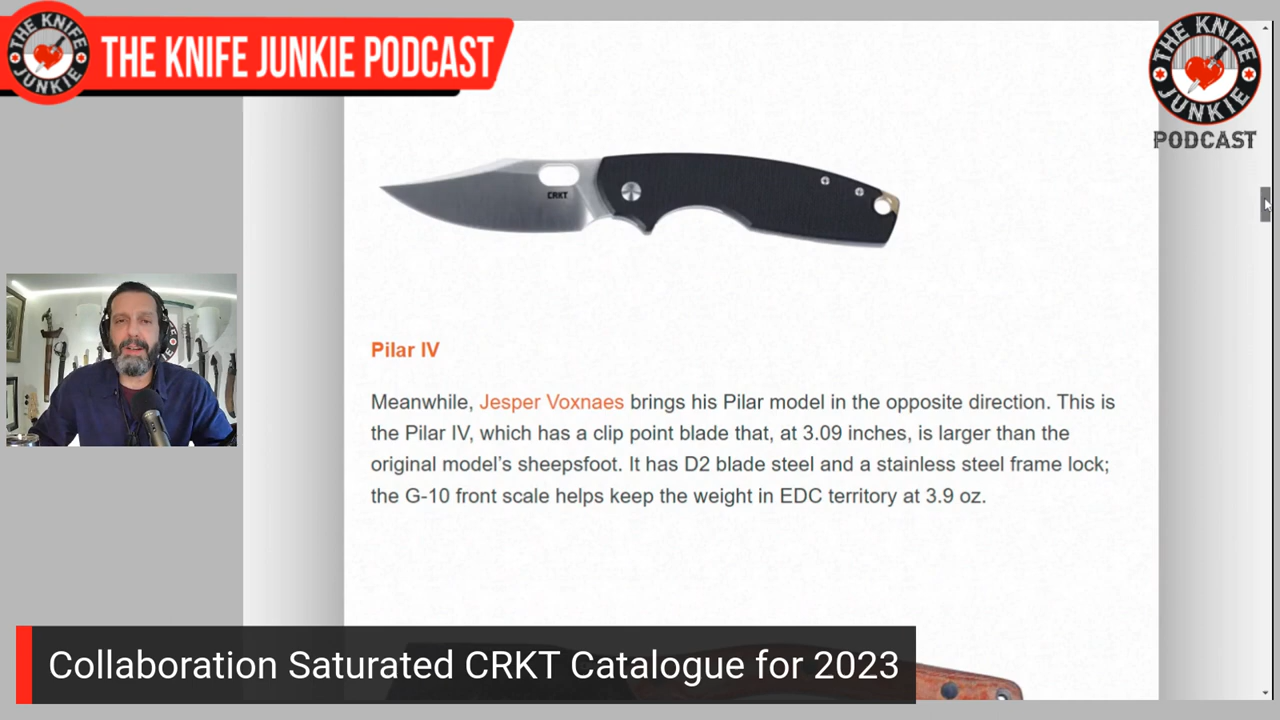 THE KNIFE
JUNKIE
THE KNIFE JUNKIE PODCAST
THE KNIFE
JUNKIE
PODCAST
CRKT
Pilar IV
Meanwhile, Jesper Voxnaes brings his Pilar model in the opposite direction. This is
the Pilar IV, which has a clip point blade that, at 3.09 inches, is larger than the
original model’s sheepsfoot. It has D2 blade steel and a stainless steel frame lock;
the G-10 front scale helps keep the weight in EDC territory at 3.9 oz.
Collaboration Saturated CRKT Catalogue for 2023